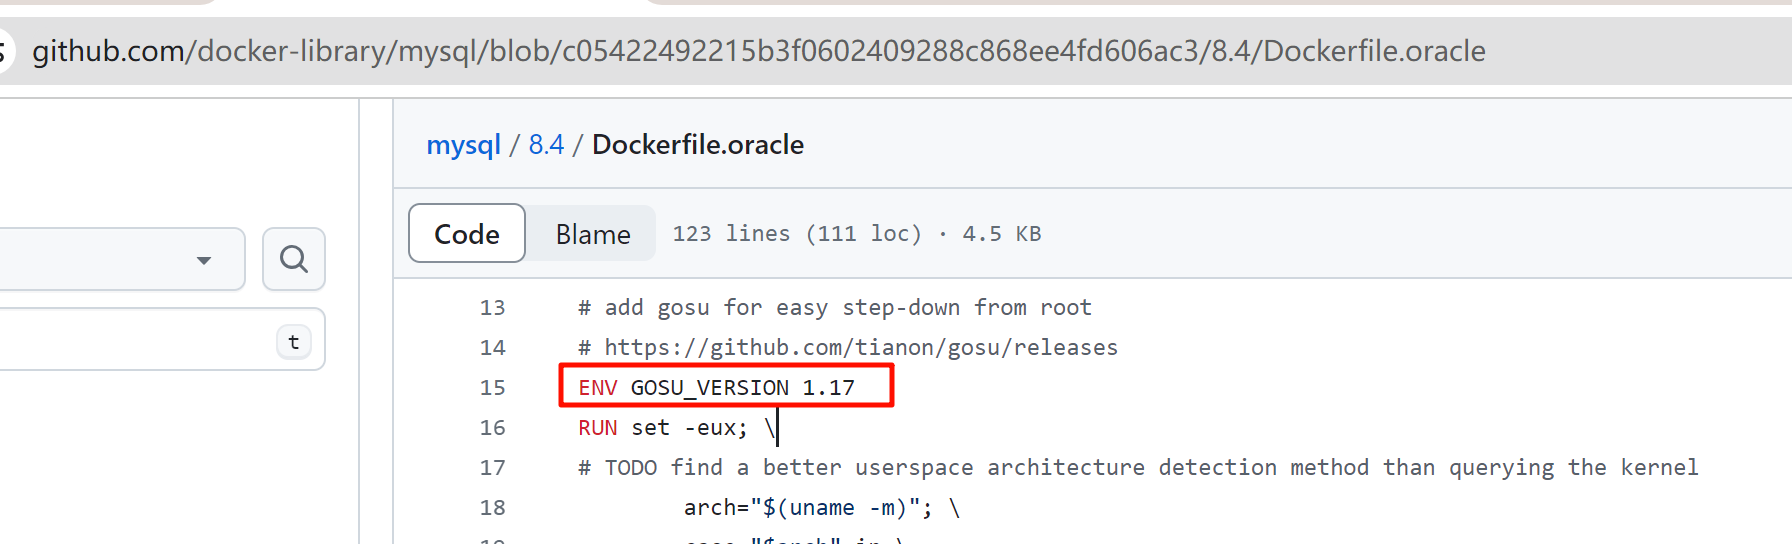 github.com/docker-library/mysql/blob/c05422492215b3f0602409288c868ee4fd606ac3/8.4/Dockerfile.oracle
mysql / 8.4 / Dockerfile.oracle
Code Blame 123 lines (111 loc) · 4.5 KB
t
13 # add gosu for easy step-down from root
14 # https://github.com/tianon/gosu/releases
15 ENV GOSU_VERSION 1.17
16 RUN set -eux; \
17 # TODO find a better userspace architecture detection method than querying the kernel
18 arch="$(uname -m)"; \